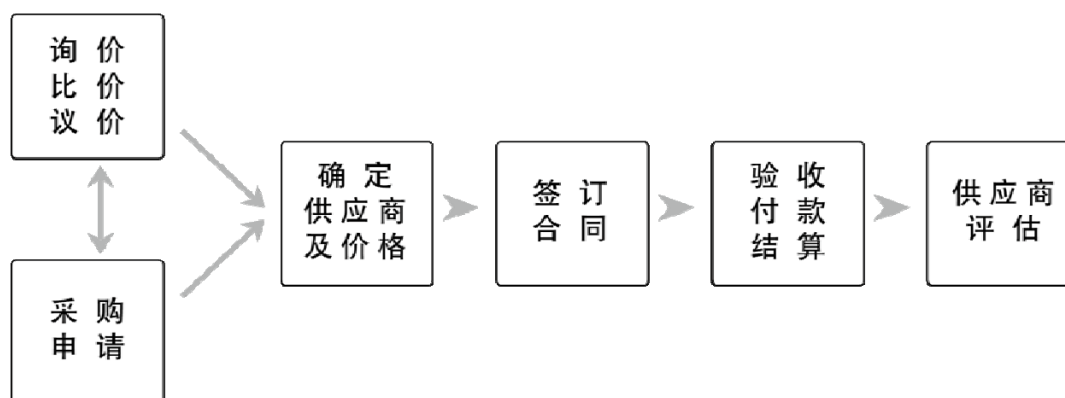 询价
比价
议价
采购
申请
确定
供应商
及价格
签订
合同
验收
付款
结算
供应商
评估